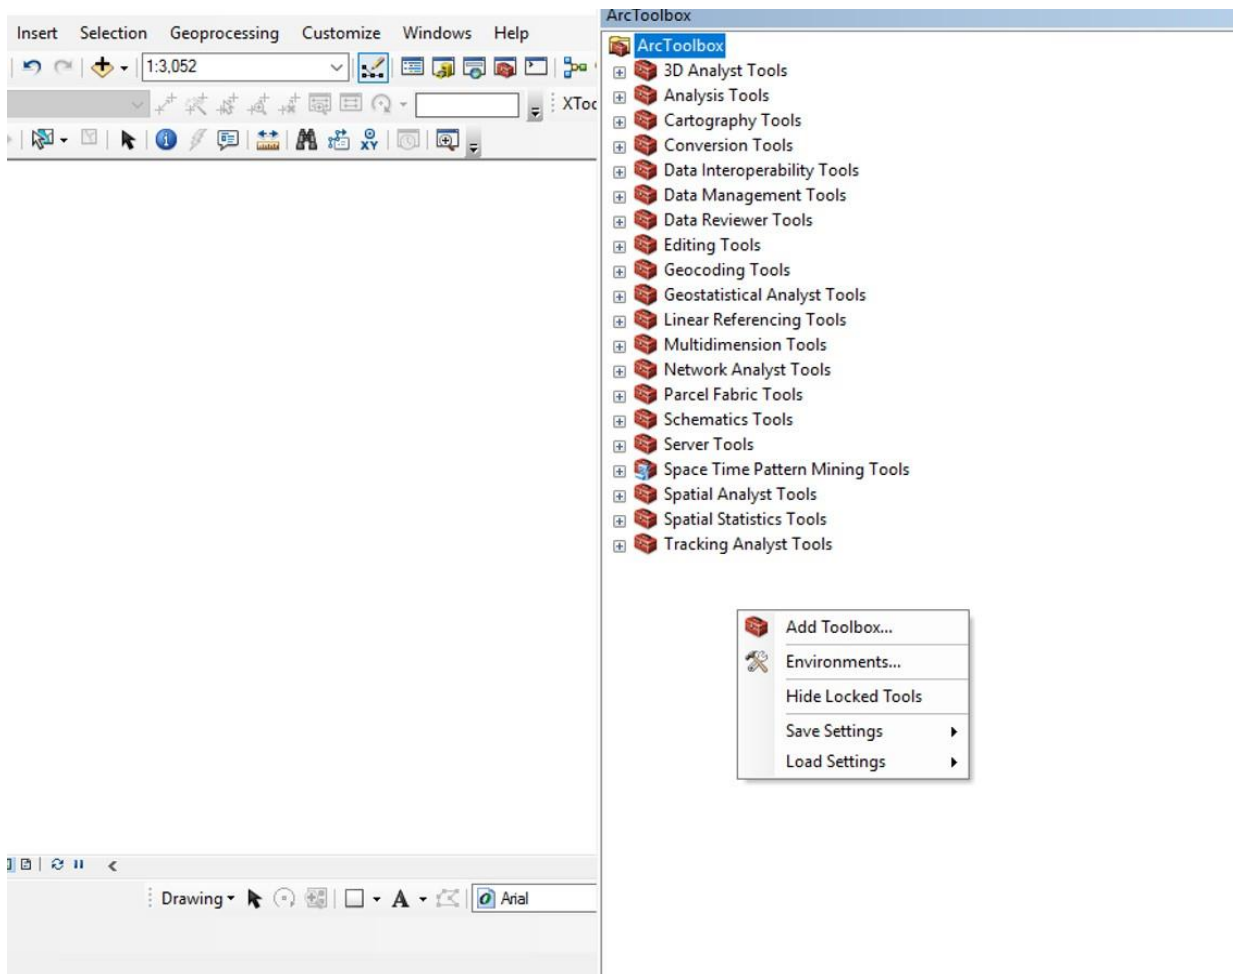 ArcToolbox
Insert Selection Geoprocessing Customize Windows Help
1:3,052
XToo
XY
Drawing
A
Arial
ArcToolbox
3D Analyst Tools
Analysis Tools
Cartography Tools
Conversion Tools
Data Interoperability Tools
Data Management Tools
Data Reviewer Tools
Editing Tools
Geocoding Tools
Geostatistical Analyst Tools
Linear Referencing Tools
Multidimension Tools
Network Analyst Tools
Parcel Fabric Tools
Schematics Tools
Server Tools
Space Time Pattern Mining Tools
Spatial Analyst Tools
Spatial Statistics Tools
Tracking Analyst Tools
Add Toolbox...
Environments...
Hide Locked Tools
Save Settings
Load Settings